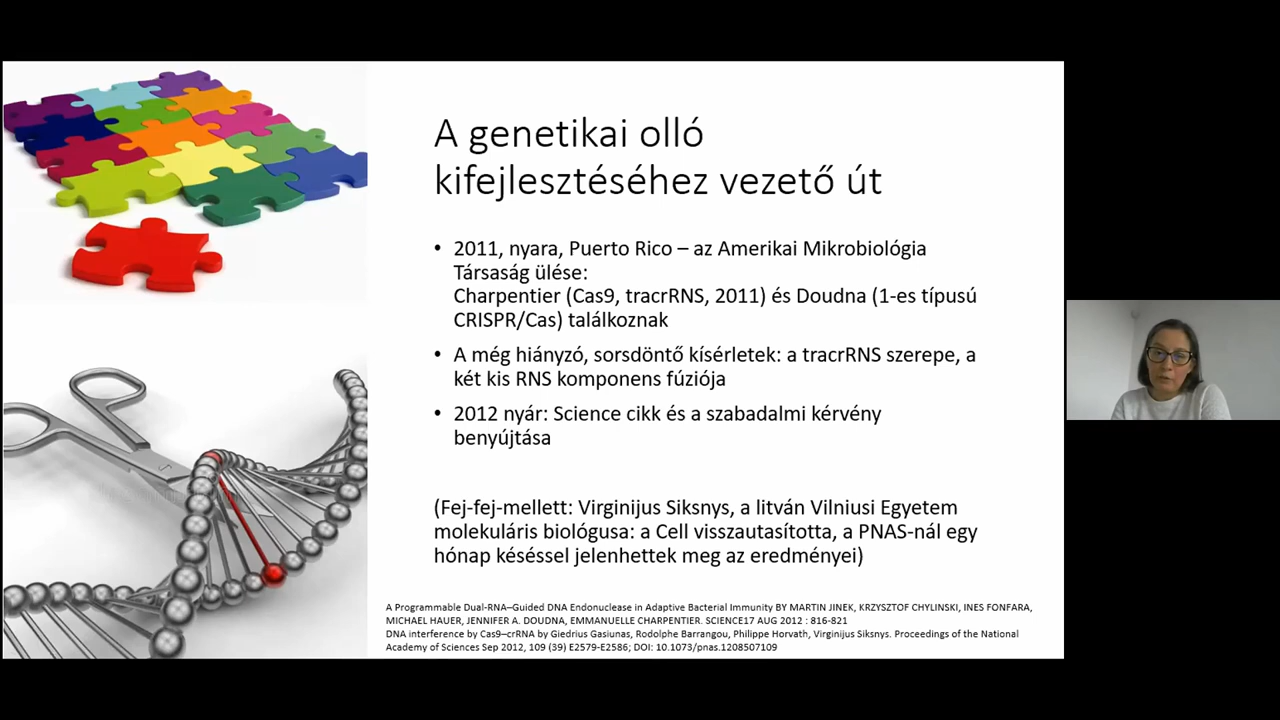 A genetikai olló
kifejlesztéséhez vezető út
• 2011, nyara, Puerto Rico – az Amerikai Mikrobiológia
Társaság ülése:
Charpentier (Cas9, tracrRNS, 2011) és Doudna (1-es típusú
CRISPR/Cas) találkoznak
• A még hiányzó, sorsdöntő kísérletek: a tracrRNS szerepe, a
két kis RNS komponens fúziója
• 2012 nyár: Science cikk és a szabadalmi kérvény
benyújtása
(Fej-fej-mellett: Virginijus Siksnys, a litván Vilniusi Egyetem
molekuláris biológusa: a Cell visszautasította, a PNAS-nál egy
hónap késéssel jelenhettek meg az eredményei)
A Programmable Dual-RNA–Guided DNA Endonuclease in Adaptive Bacterial Immunity BY MARTIN JINEK, KRZYSZTOF CHYLINSKI, INES FONFARA,
MICHAEL HAUER, JENNIFER A. DOUDNA, EMMANUELLE CHARPENTIER. SCIENCE17 AUG 2012 : 816-821
DNA interference by Cas9–crRNA by Giedrius Gasiunas, Rodolphe Barrangou, Philippe Horvath, Virginijus Siksnys. Proceedings of the National
Academy of Sciences Sep 2012, 109 (39) E2579-E2586; DOI: 10.1073/pnas.1208507109